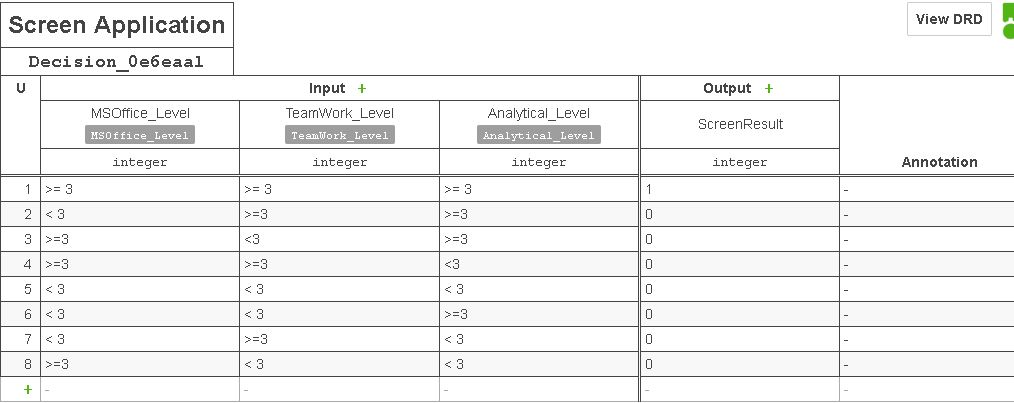 Screen Application
View DRD
Decision_0e6eaal
U Input + Output +
MSOffice_Level TeamWork_Level Analytical_Level ScreenResult
MSOffice_Level TeamWork_Level Analytical_Level
integer integer integer integer Annotation
1 >= 3 >= 3 >= 3 1 -
2 < 3 >=3 >=3 0 -
3 >=3 <3 >=3 0 -
4 >=3 >=3 <3 0 -
5 < 3 < 3 < 3 0 -
6 < 3 < 3 >=3 0 -
7 < 3 >=3 < 3 0 -
8 >=3 < 3 < 3 0 -
+ - - - - -